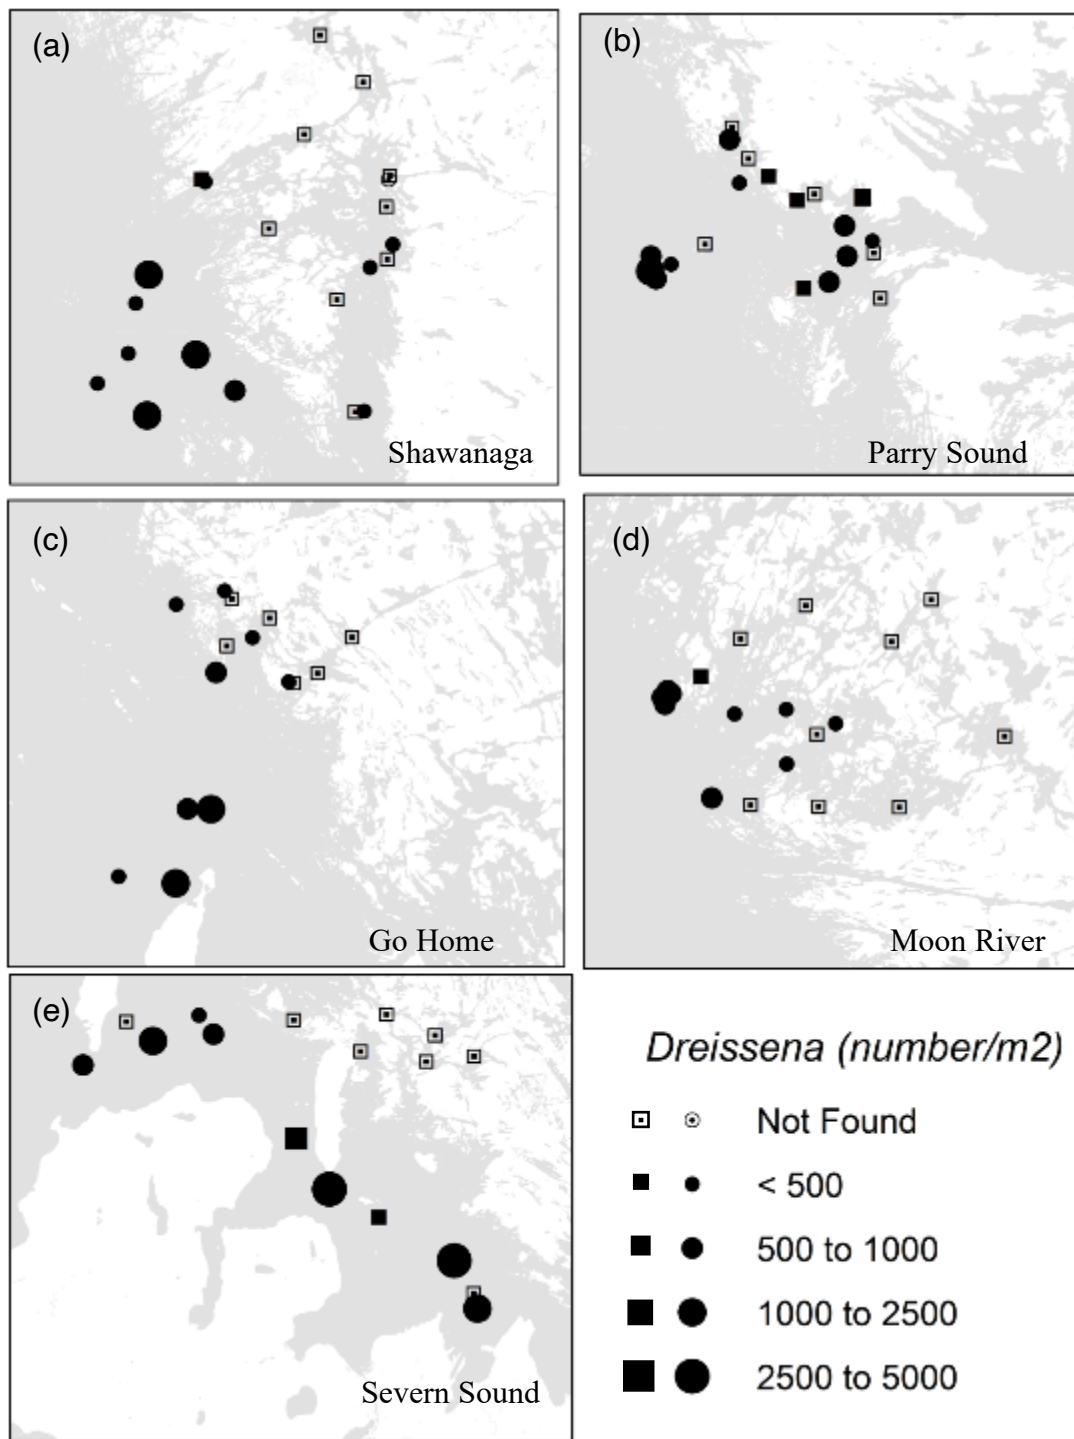 (a)
Shawanaga
(b)
Parry Sound
(c)
Go Home
(d)
Moon River
(e)
Severn Sound
Dreissena (number/m2)
Not Found
< 500
500 to 1000
1000 to 2500
2500 to 5000